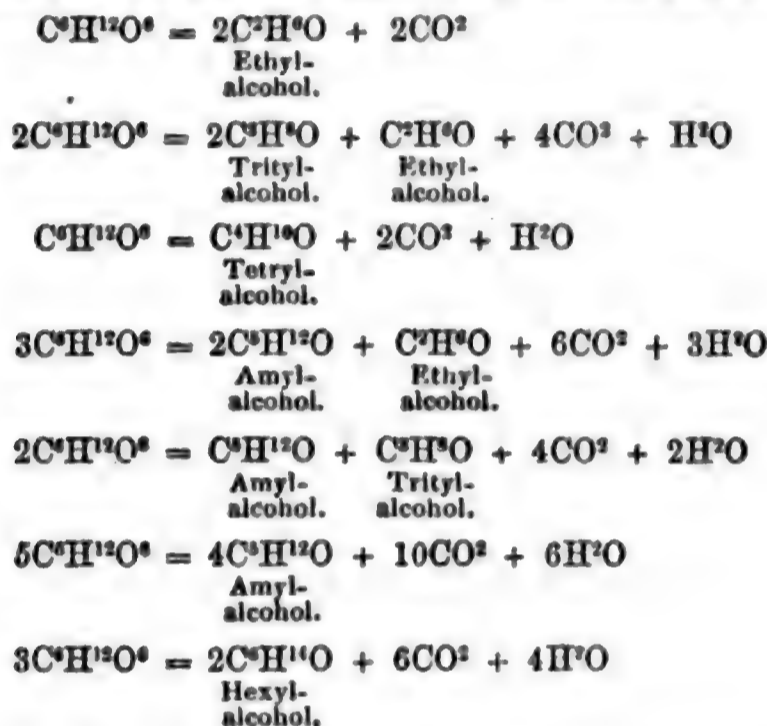 C⁶H¹²O⁶ = 2C²H⁶O + 2CO²
Ethyl-
alcohol.
2C⁶H¹²O⁶ = 2C³H⁸O + C²H⁶O + 4CO² + H²O
Trityl- Ethyl-
alcohol. alcohol.
C⁶H¹²O⁶ = C⁴H¹⁰O + 2CO² + H²O
Tetryl-
alcohol.
3C⁶H¹²O⁶ = 2C⁵H¹²O + C²H⁶O + 6CO² + 3H²O
Amyl- Ethyl-
alcohol. alcohol.
2C⁶H¹²O⁶ = C⁵H¹²O + C³H⁸O + 4CO² + 2H²O
Amyl- Trityl-
alcohol. alcohol.
5C⁶H¹²O⁶ = 4C⁵H¹²O + 10CO² + 6H²O
Amyl-
alcohol.
3C⁶H¹²O⁶ = 2C⁶H¹⁴O + 6CO² + 4H²O
Hexyl-
alcohol.